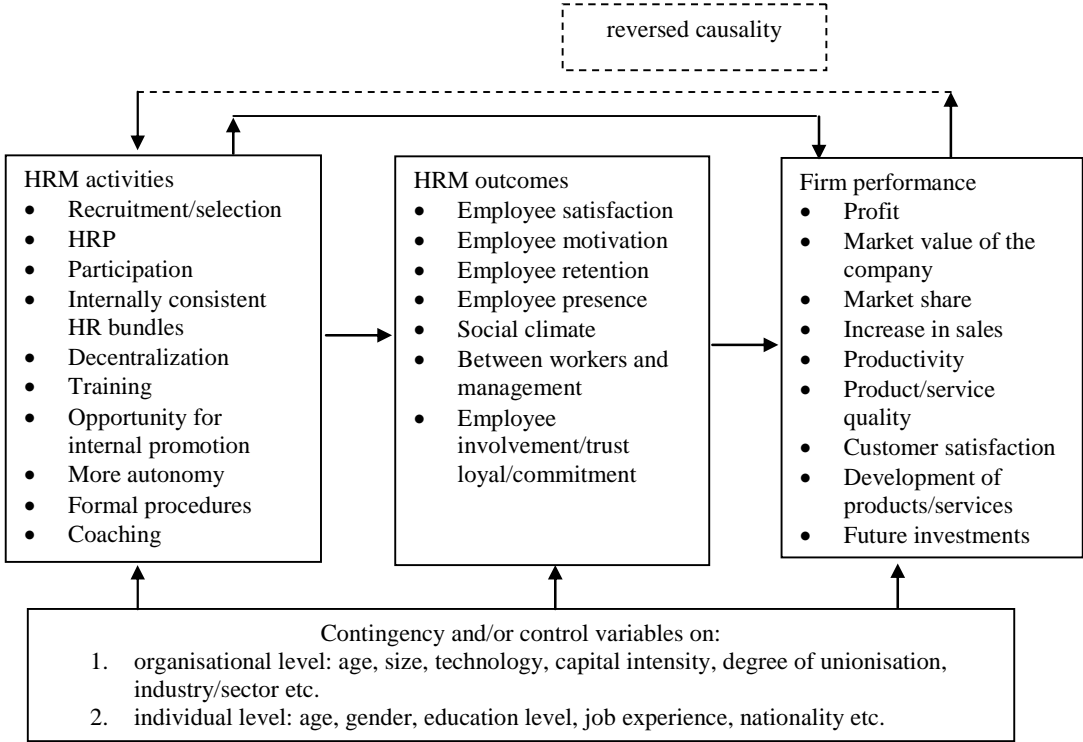 reversed causality
HRM activities
• Recruitment/selection
• HRP
• Participation
• Internally consistent
HR bundles
• Decentralization
• Training
• Opportunity for
internal promotion
• More autonomy
• Formal procedures
• Coaching
HRM outcomes
• Employee satisfaction
• Employee motivation
• Employee retention
• Employee presence
• Social climate
• Between workers and
management
• Employee
involvement/trust
loyal/commitment
Firm performance
• Profit
• Market value of the
company
• Market share
• Increase in sales
• Productivity
• Product/service
quality
• Customer satisfaction
• Development of
products/services
• Future investments
Contingency and/or control variables on:
1. organisational level: age, size, technology, capital intensity, degree of unionisation,
industry/sector etc.
2. individual level: age, gender, education level, job experience, nationality etc.